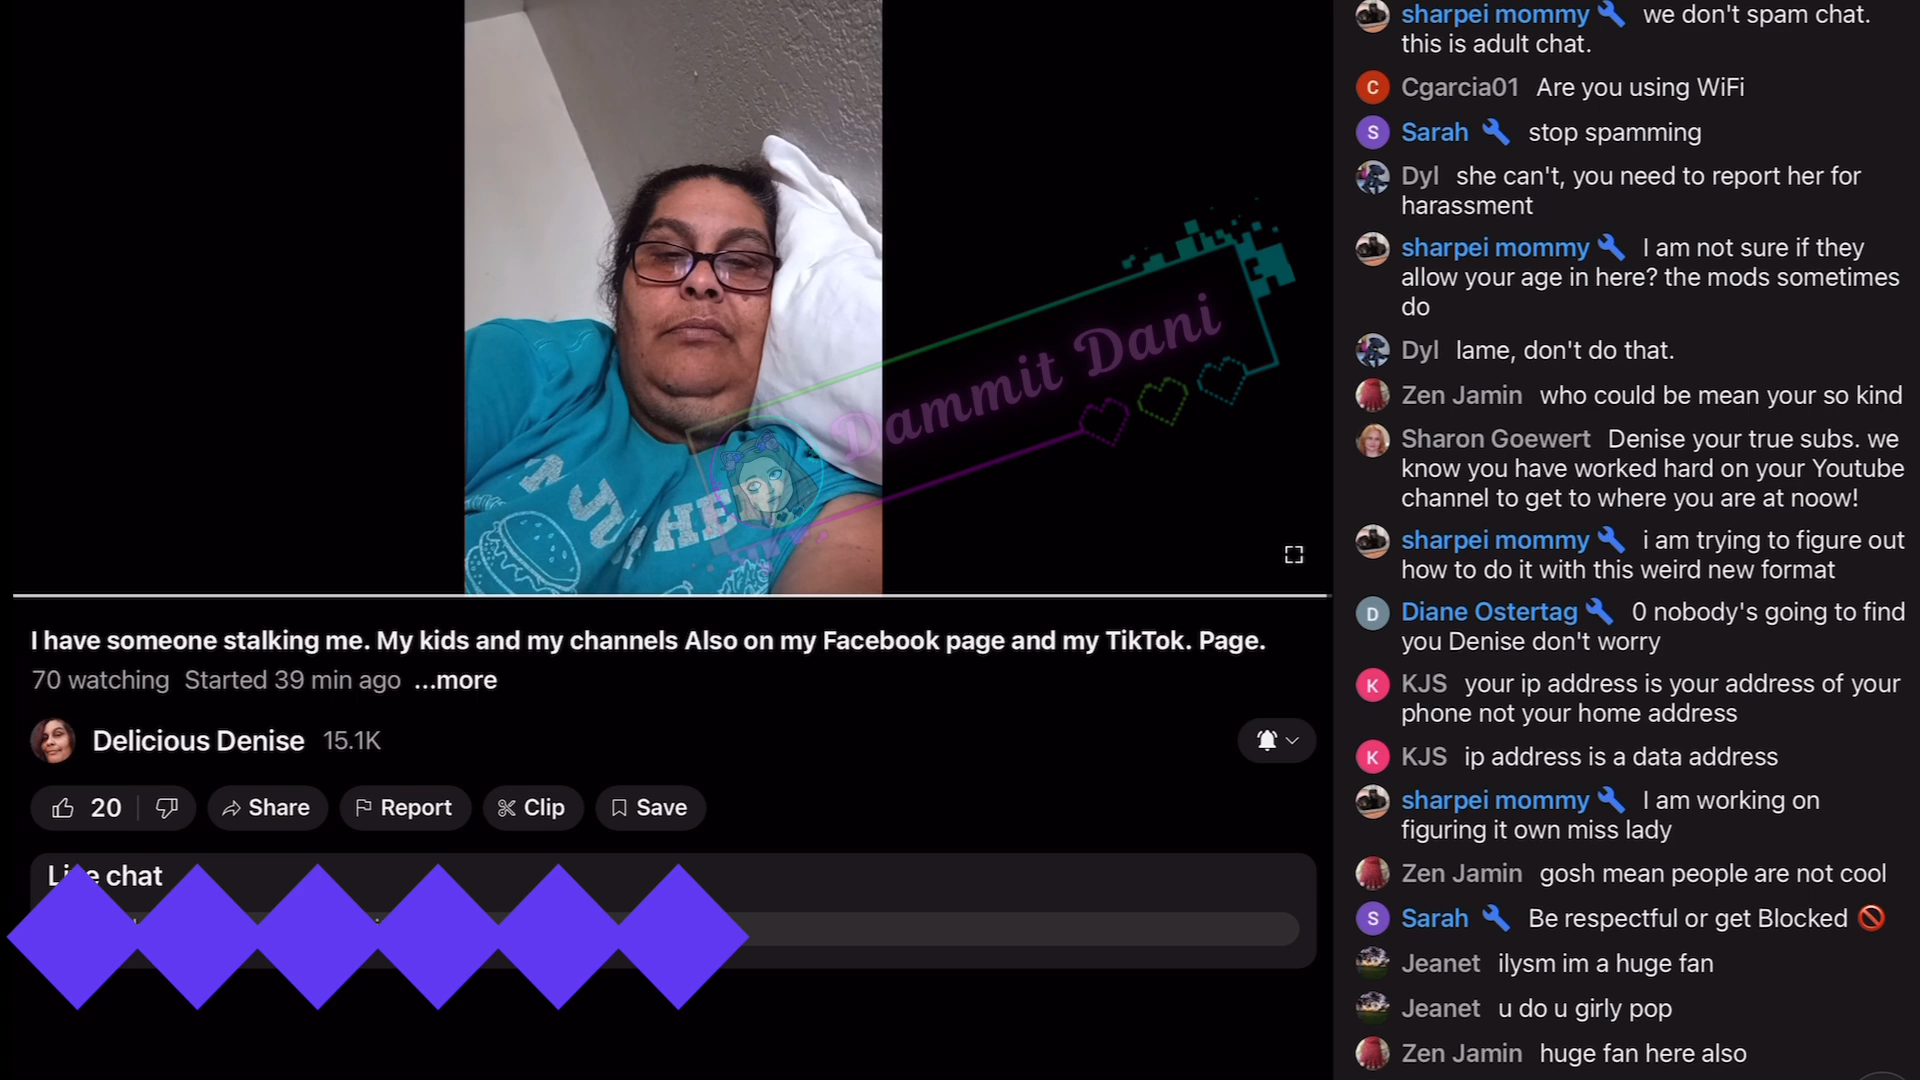 N JU HER
Dammit Dani
I have someone stalking me. My kids and my channels Also on my Facebook page and my TikTok. Page.
70 watching Started 39 min ago ...more
Delicious Denise 15.1K
20 Share Report Clip Save
chat
sharpei mommy we don't spam chat.
this is adult chat.
C Cgarcia01 Are you using WiFi
S Sarah stop spamming
Dyl she can't, you need to report her for
harassment
sharpei mommy I am not sure if they
allow your age in here? the mods sometimes
do
Dyl lame, don't do that.
Zen Jamin who could be mean your so kind
Sharon Goewert Denise your true subs. we
know you have worked hard on your Youtube
channel to get to where you are at noow!
sharpei mommy i am trying to figure out
how to do it with this weird new format
D Diane Ostertag 0 nobody's going to find
you Denise don't worry
K KJS your ip address is your address of your
phone not your home address
K KJS ip address is a data address
sharpei mommy I am working on
figuring it own miss lady
Zen Jamin gosh mean people are not cool
S Sarah Be respectful or get Blocked 🚫
Jeanet ilysm im a huge fan
Jeanet u do u girly pop
Zen Jamin huge fan here also